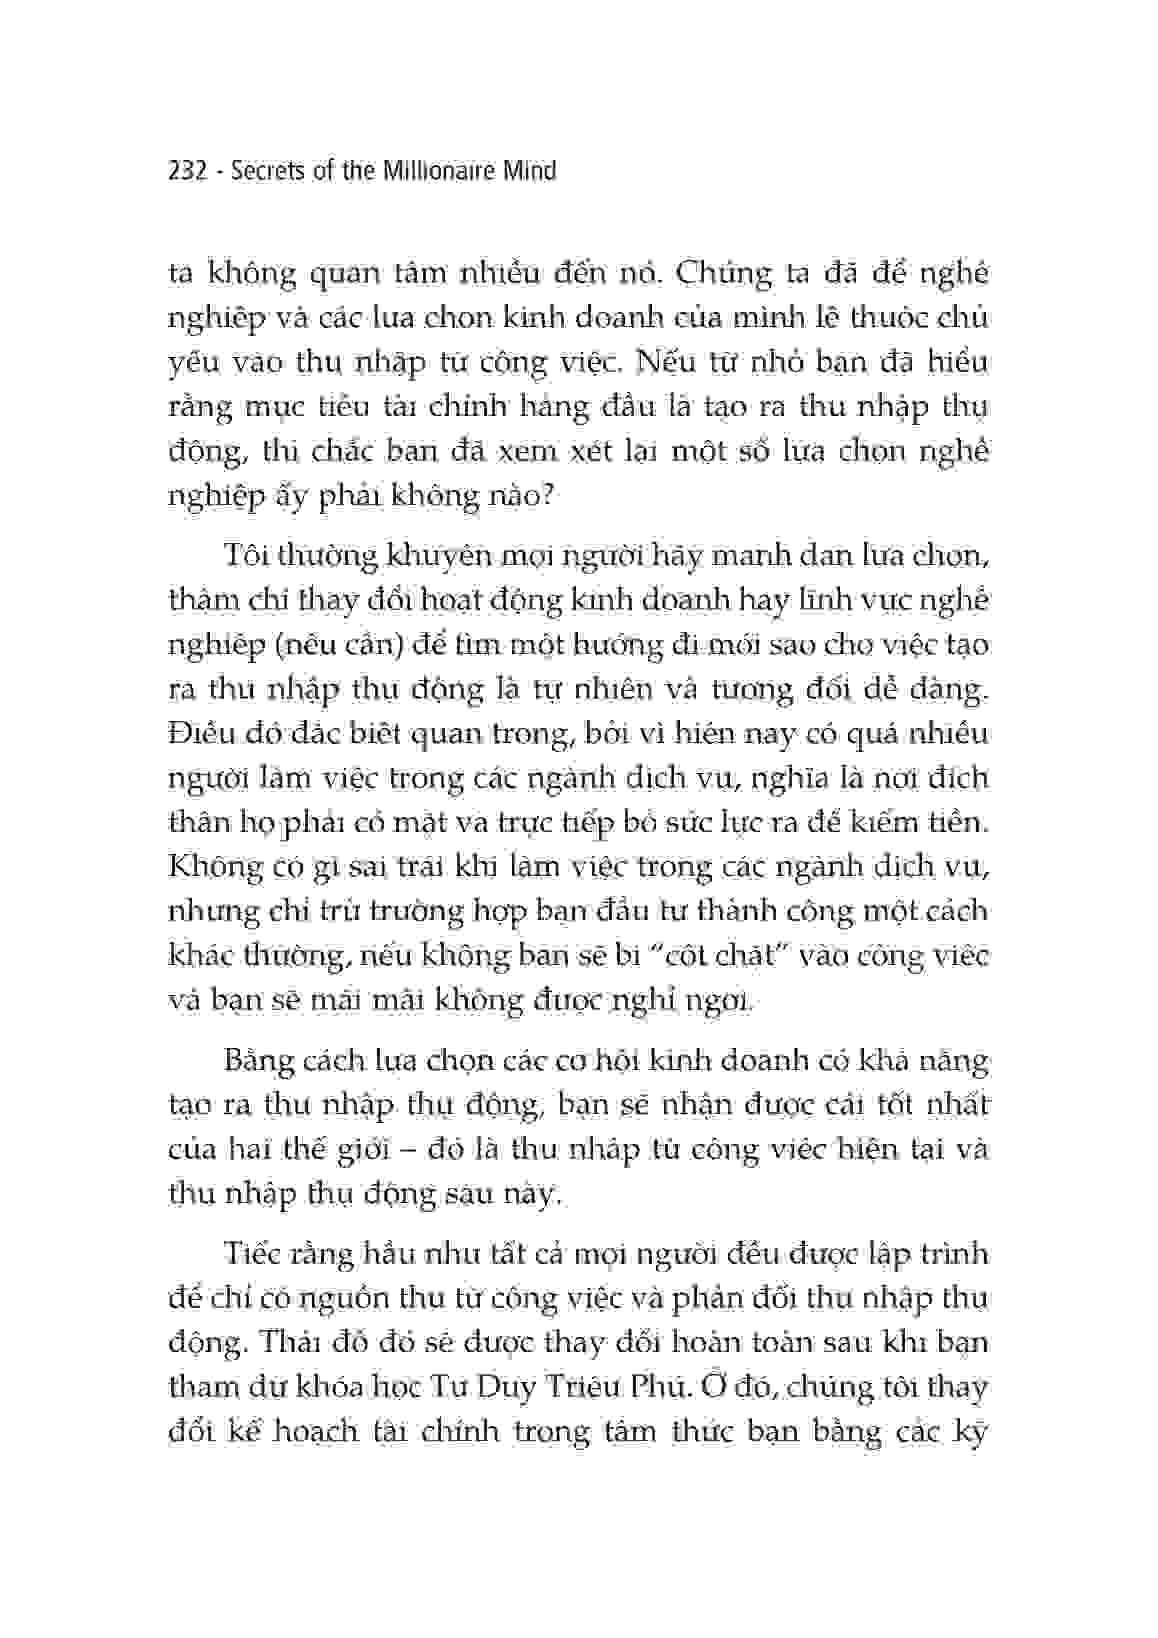 232 - Secrets of the Millionaire Mind
ta không quan tâm nhiều đến nó. Chúng ta đã để nghề
nghiệp và các lựa chọn kinh doanh của mình lệ thuộc chủ
yếu vào thu nhập từ công việc. Nếu từ nhỏ bạn đã hiểu
rằng mục tiêu tài chính hàng đầu là tạo ra thu nhập thụ
động, thì chắc bạn đã xem xét lại một số lựa chọn nghề
nghiệp ấy phải không nào?
Tôi thường khuyên mọi người hãy mạnh dạn lựa chọn,
thậm chí thay đổi hoạt động kinh doanh hay lĩnh vực nghề
nghiệp (nếu cần) để tìm một hướng đi mới sao cho việc tạo
ra thu nhập thụ động là tự nhiên và tương đối dễ dàng.
Điều đó đặc biệt quan trọng, bởi vì hiện nay có quá nhiều
người làm việc trong các ngành dịch vụ, nghĩa là nơi đích
thân họ phải có mặt và trực tiếp bỏ sức lực ra để kiếm tiền.
Không có gì sai trái khi làm việc trong các ngành dịch vụ,
nhưng chỉ trừ trường hợp bạn đầu tư thành công một cách
khác thường, nếu không bạn sẽ bị “cột chặt” vào công việc
và bạn sẽ mãi mãi không được nghỉ ngơi.
Bằng cách lựa chọn các cơ hội kinh doanh có khả năng
tạo ra thu nhập thụ động, bạn sẽ nhận được cái tốt nhất
của hai thế giới – đó là thu nhập từ công việc hiện tại và
thu nhập thụ động sau này.
Tiếc rằng hầu như tất cả mọi người đều được lập trình
để chỉ có nguồn thu từ công việc và phản đối thu nhập thụ
động. Thái độ đó sẽ được thay đổi hoàn toàn sau khi bạn
tham dự khóa học Tư Duy Triệu Phú. Ở đó, chúng tôi thay
đổi kế hoạch tài chính trong tâm thức bạn bằng các kỹ